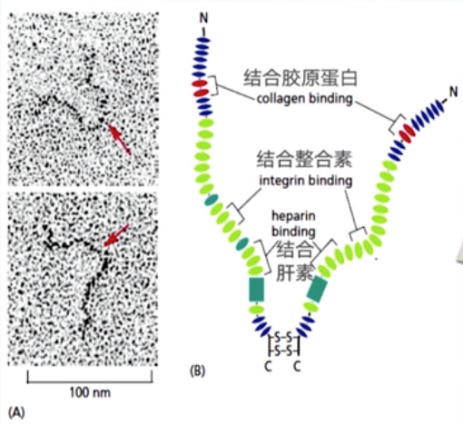 N
结合胶原蛋白
collagen binding
N
结合整合素
integrin binding
heparin
binding
结合
肝素
S-S
S-S
C C
100 nm
(B)
(A)